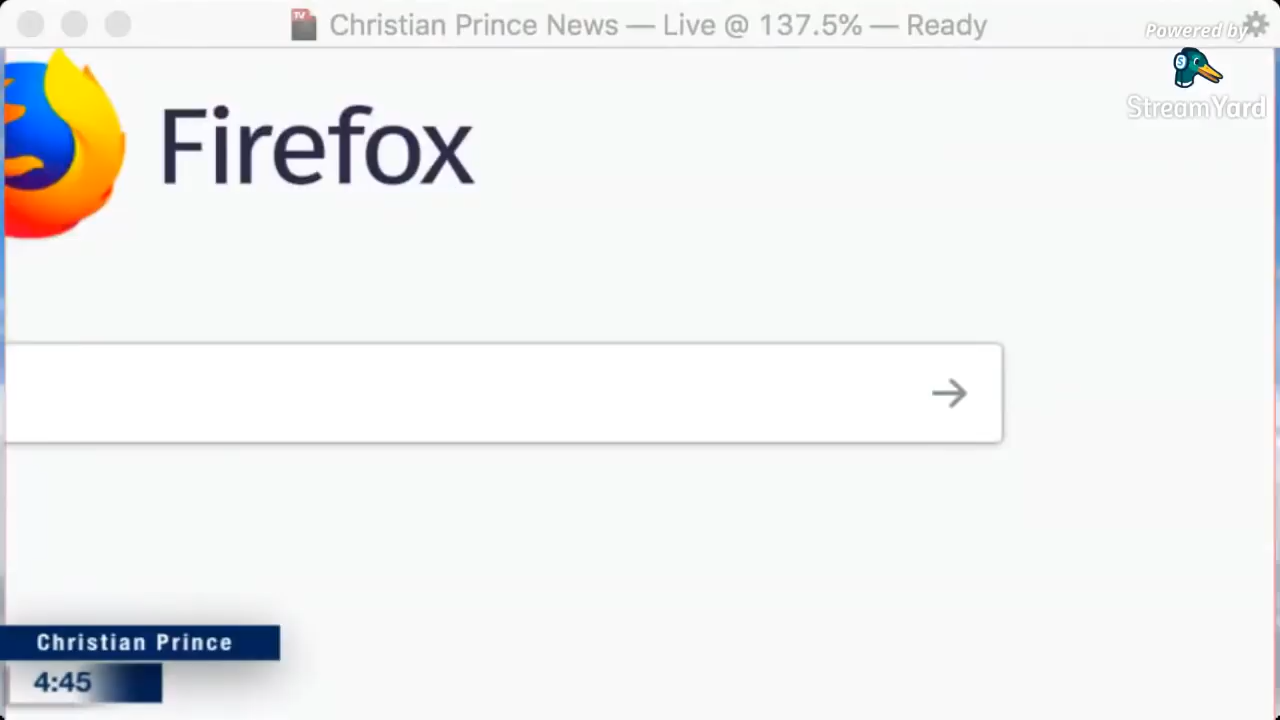 Christian Prince News — Live @ 137.5% — Ready
Powered by
StreamYard
Firefox
Christian Prince
4:45